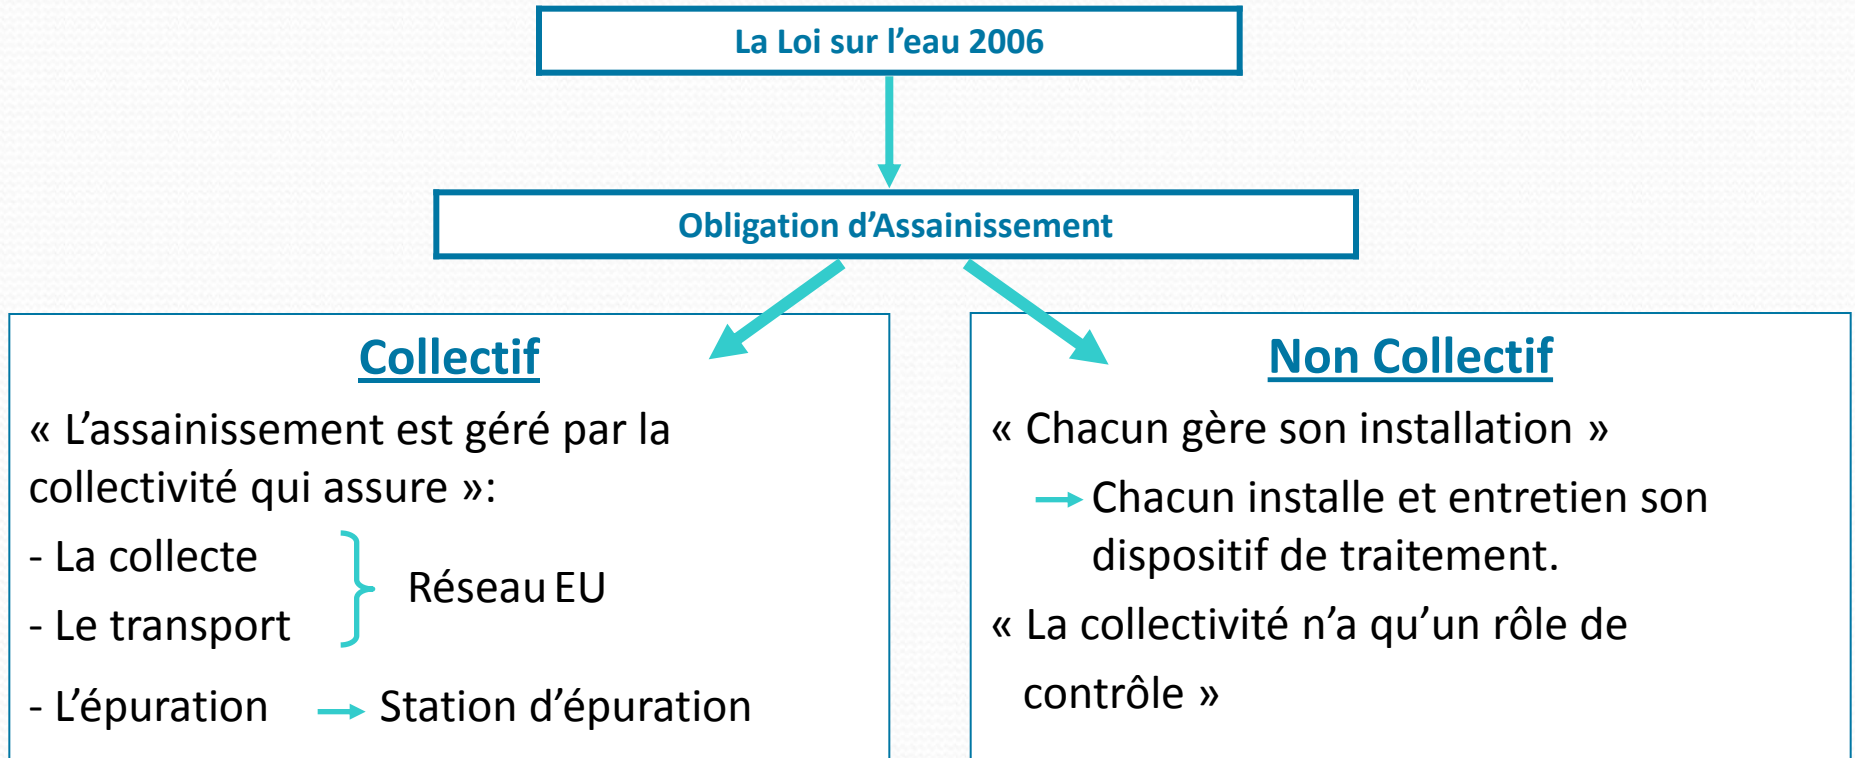 La Loi sur l’eau 2006
Obligation d’Assainissement
Collectif
« L’assainissement est géré par la
collectivité qui assure »:
- La collecte
- Le transport
Réseau EU
- L’épuration
Station d’épuration
Non Collectif
« Chacun gère son installation »
Chacun installe et entretien son
dispositif de traitement.
« La collectivité n’a qu’un rôle de
contrôle »